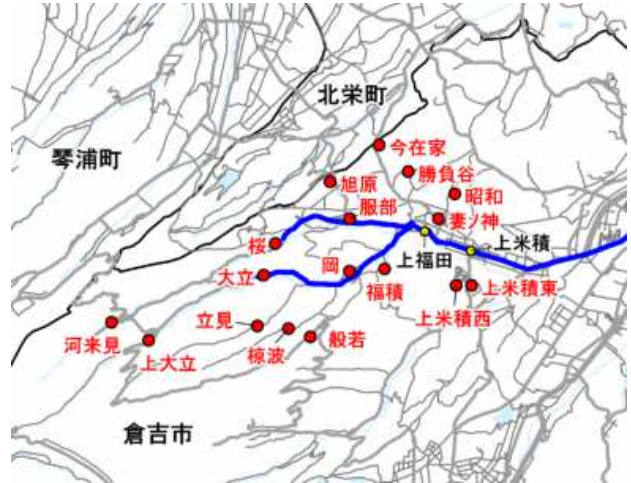 北栄町
琴浦町
今在家
勝負谷
旭原
昭和
服部
妻ノ神
桜
上福田
上米積
大立
岡
福積
上米積西
上米積東
河来見
上大立
立見
椋波
般若
倉吉市